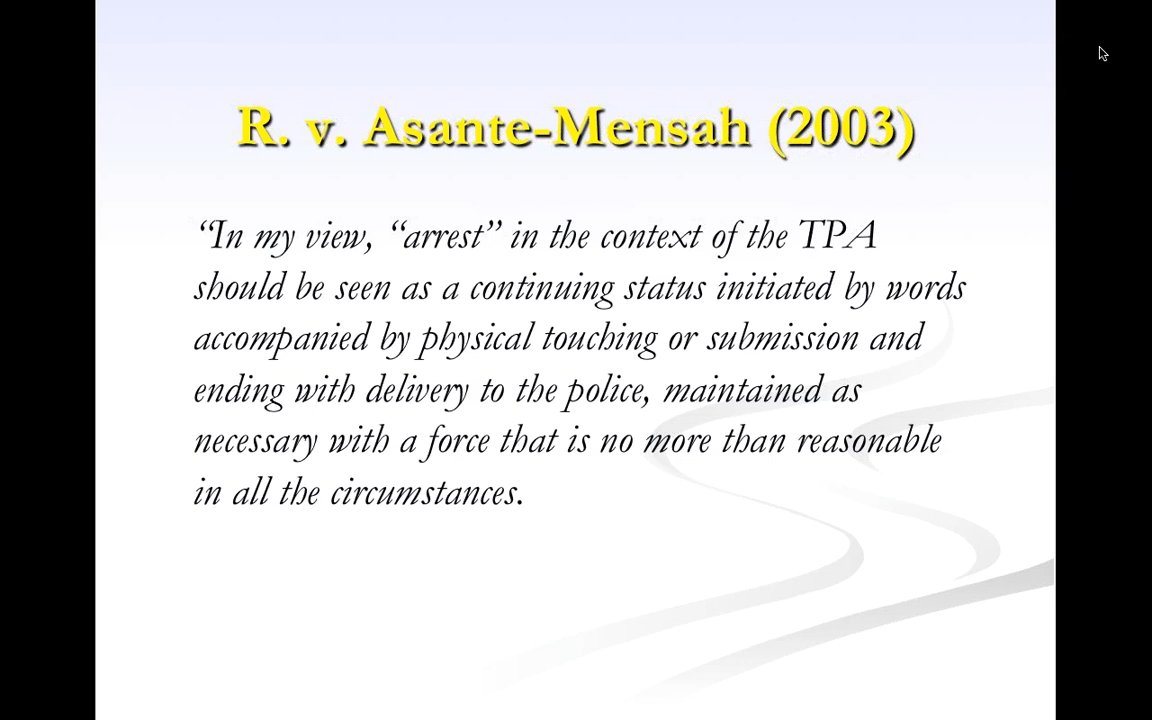 R. v. Asante-Mensah (2003)
“In my view, “arrest” in the context of the TPA
should be seen as a continuing status initiated by words
accompanied by physical touching or submission and
ending with delivery to the police, maintained as
necessary with a force that is no more than reasonable
in all the circumstances.